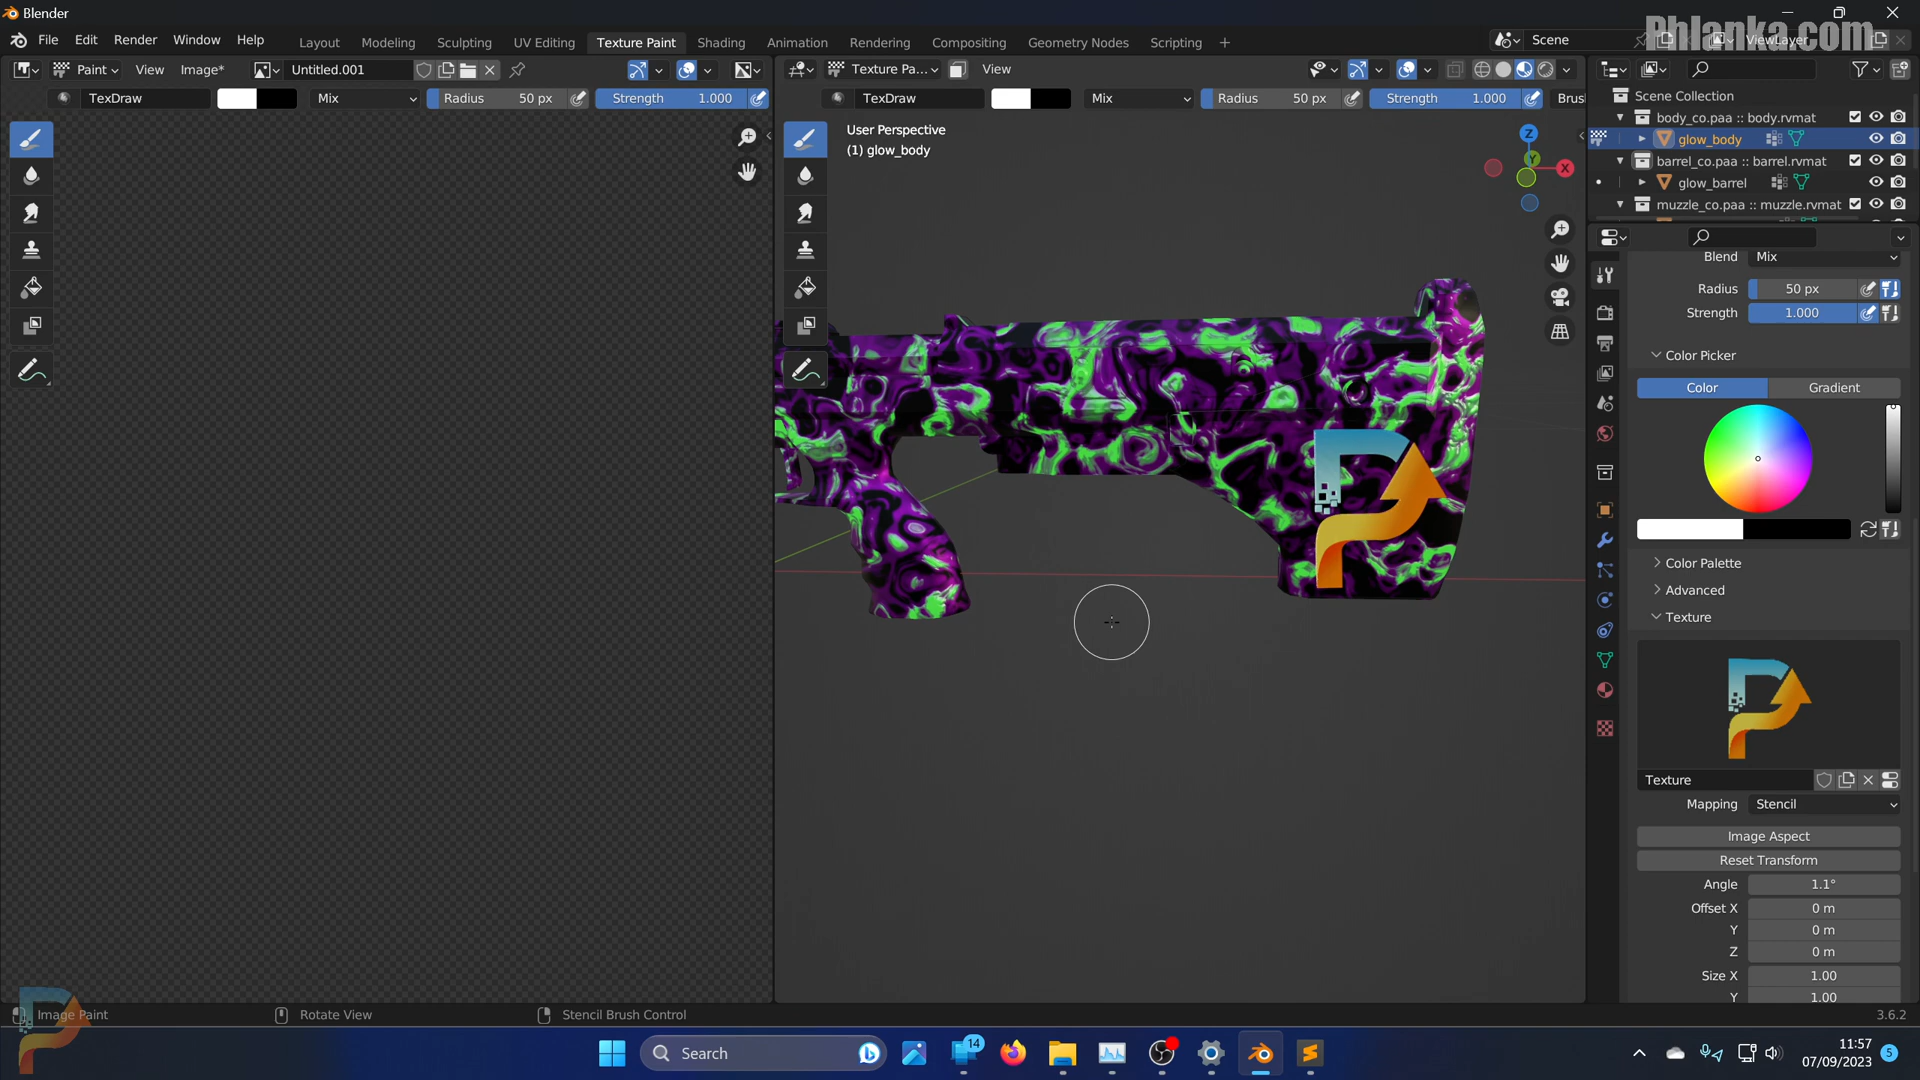 Blender
Phlanka.com
File Edit Render Window Help
Layout Modeling Sculpting UV Editing Texture Paint Shading Animation Rendering Compositing Geometry Nodes Scripting +
Scene
ViewLayer
Paint View Image* Untitled.001
Texture Pa... View
TexDraw Mix Radius 50 px Strength 1.000
TexDraw Mix Radius 50 px Strength 1.000 Brus
User Perspective
(1) glow_body
Z
Y
X
Scene Collection
body_co.paa :: body.rvmat
glow_body
barrel_co.paa :: barrel.rvmat
glow_barrel
muzzle_co.paa :: muzzle.rvmat
Blend Mix
Radius 50 px
Strength 1.000
Color Picker
Color Gradient
Color Palette
Advanced
Texture
Texture
Mapping Stencil
Image Aspect
Reset Transform
Angle 1.1°
Offset X 0 m
Y 0 m
Z 0 m
Size X 1.00
Y 1.00
Image Paint Rotate View Stencil Brush Control 3.6.2
Search
14
11:57
07/09/2023
5